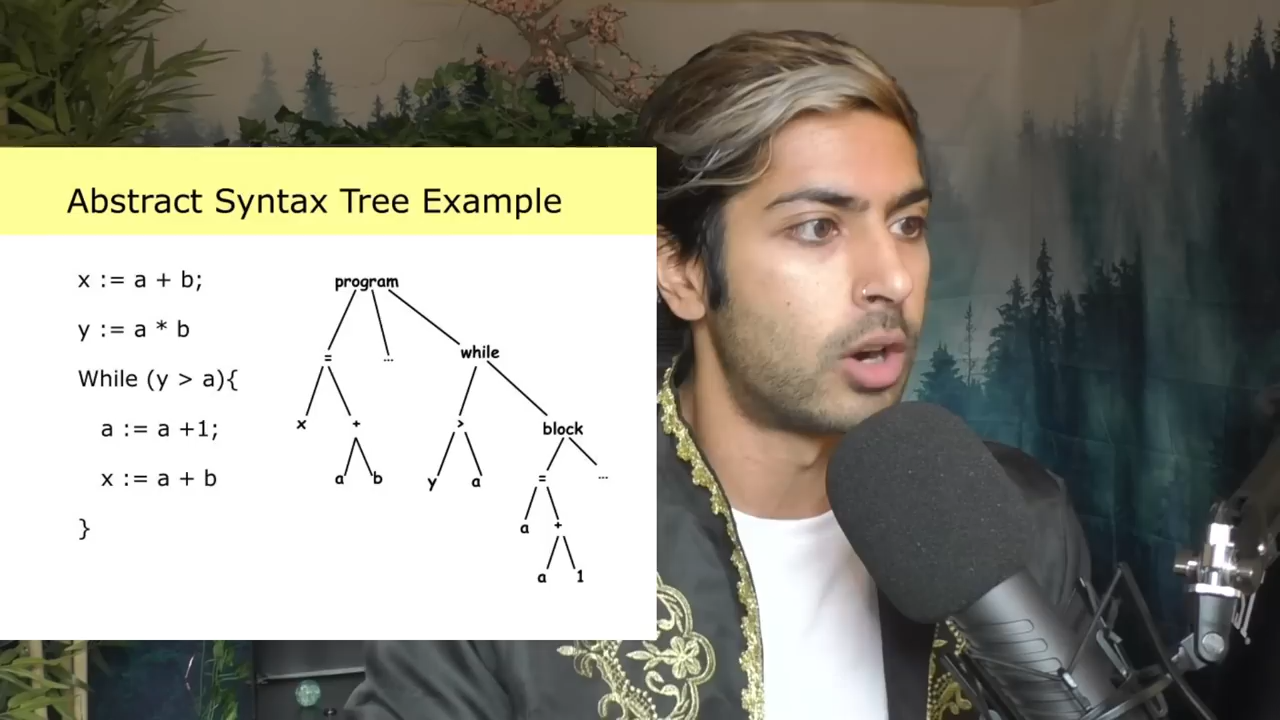 Abstract Syntax Tree Example
x := a + b;
y := a * b
While (y > a){
a := a +1;
x := a + b
}
program
= ... while
x + > block
a b y a = ...
a +
a 1